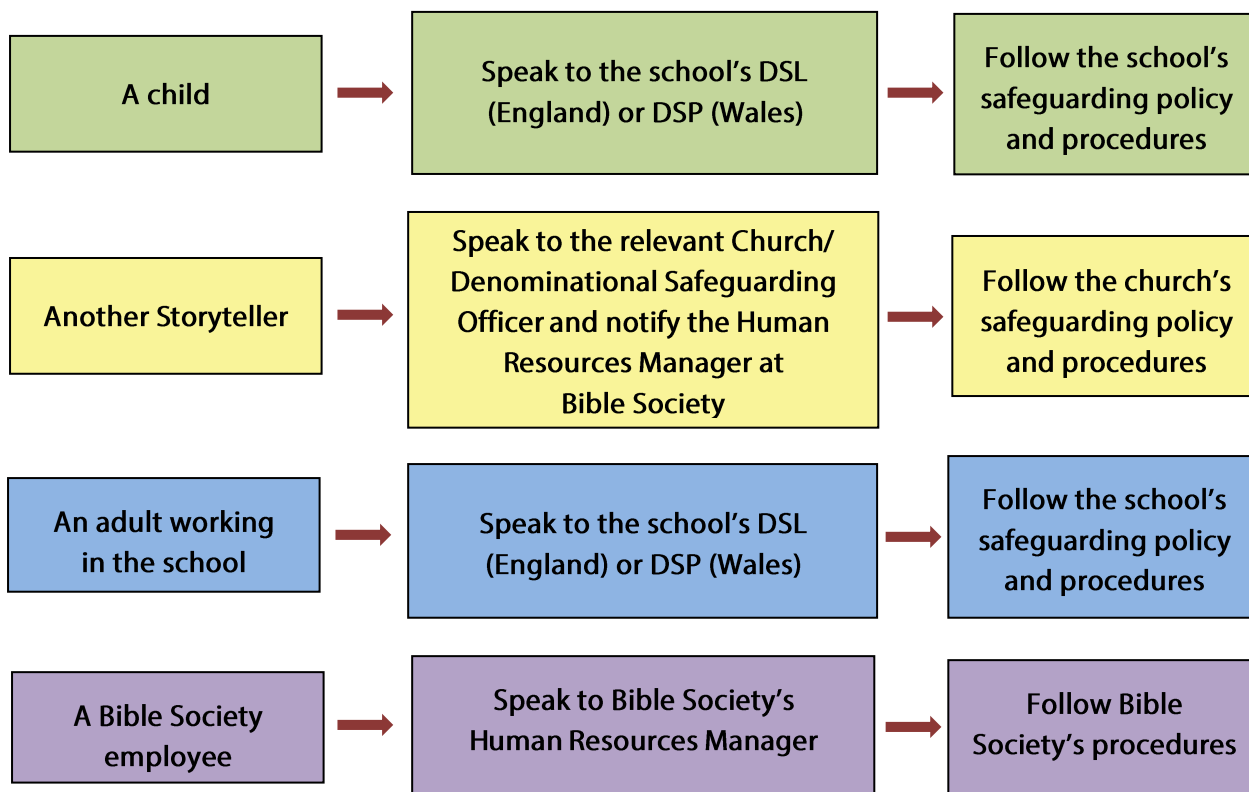 A child
Speak to the school’s DSL
(England) or DSP (Wales)
Follow the school’s
safeguarding policy
and procedures
Another Storyteller
Speak to the relevant Church/
Denominational Safeguarding
Officer and notify the Human
Resources Manager at
Bible Society
Follow the church’s
safeguarding policy
and procedures
An adult working
in the school
Speak to the school’s DSL
(England) or DSP (Wales)
Follow the school’s
safeguarding policy
and procedures
A Bible Society
employee
Speak to Bible Society’s
Human Resources Manager
Follow Bible
Society’s procedures